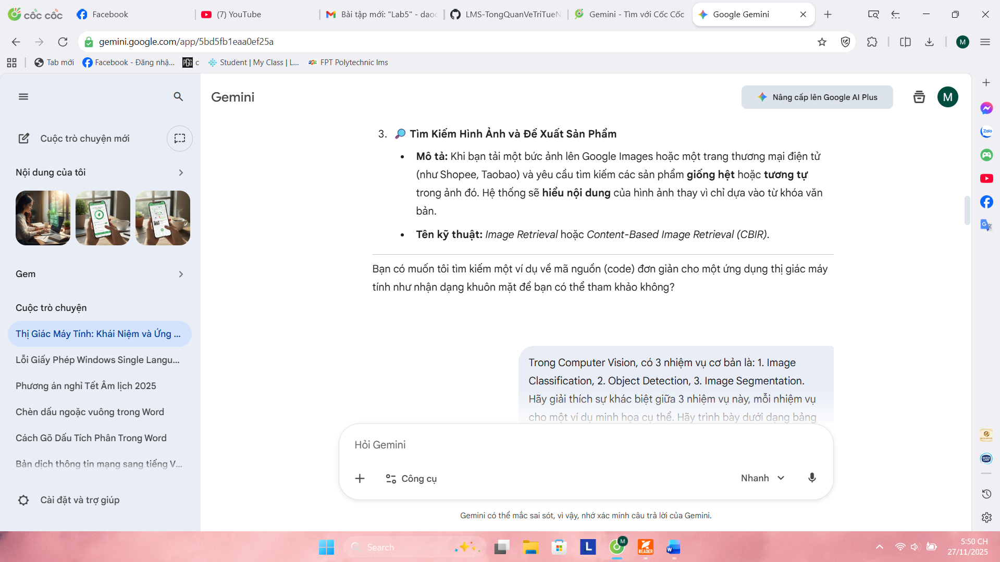 cốc cốc
Facebook
(7) YouTube
Bài tập mới: "Lab5" - daoc
LMS-TongQuanVeTriTueN
Gemini - Tìm với Cốc Cốc
Google Gemini
gemini.google.com/app/5bd5fb1eaa0ef25a
M
Tab mới
Facebook - Đăng nhậ...
PGG
c
Student | My Class | L...
FPT Polytechnic lms
Gemini
Nâng cấp lên Google AI Plus
M
Cuộc trò chuyện mới
Nội dung của tôi
Gem
Cuộc trò chuyện
Thị Giác Máy Tính: Khái Niệm và Ứng ...
Lỗi Giấy Phép Windows Single Langu...
Phương án nghỉ Tết Âm lịch 2025
Chèn dấu ngoặc vuông trong Word
Cách Gõ Dấu Tích Phân Trong Word
Bản dịch thông tin mạng sang tiếng V...
Cài đặt và trợ giúp
3. Tìm Kiếm Hình Ảnh và Đề Xuất Sản Phẩm
• Mô tả: Khi bạn tải một bức ảnh lên Google Images hoặc một trang thương mại điện tử
(như Shopee, Taobao) và yêu cầu tìm kiếm các sản phẩm giống hệt hoặc tương tự
trong ảnh đó. Hệ thống sẽ hiểu nội dung của hình ảnh thay vì chỉ dựa vào từ khóa văn
bản.
• Tên kỹ thuật: Image Retrieval hoặc Content-Based Image Retrieval (CBIR).
Bạn có muốn tôi tìm kiếm một ví dụ về mã nguồn (code) đơn giản cho một ứng dụng thị giác máy
tính như nhận dạng khuôn mặt để bạn có thể tham khảo không?
Trong Computer Vision, có 3 nhiệm vụ cơ bản là: 1. Image
Classification, 2. Object Detection, 3. Image Segmentation.
Hãy giải thích sự khác biệt giữa 3 nhiệm vụ này, mỗi nhiệm vụ
cho một ví dụ minh họa cụ thể. Hãy trình bày dưới dạng bảng
Hỏi Gemini
Công cụ
Nhanh
Gemini có thể mắc sai sót, vì vậy, nhớ xác minh câu trả lời của Gemini.
Zalo
Search
L
M
READER
W
5:50 CH
27/11/2025